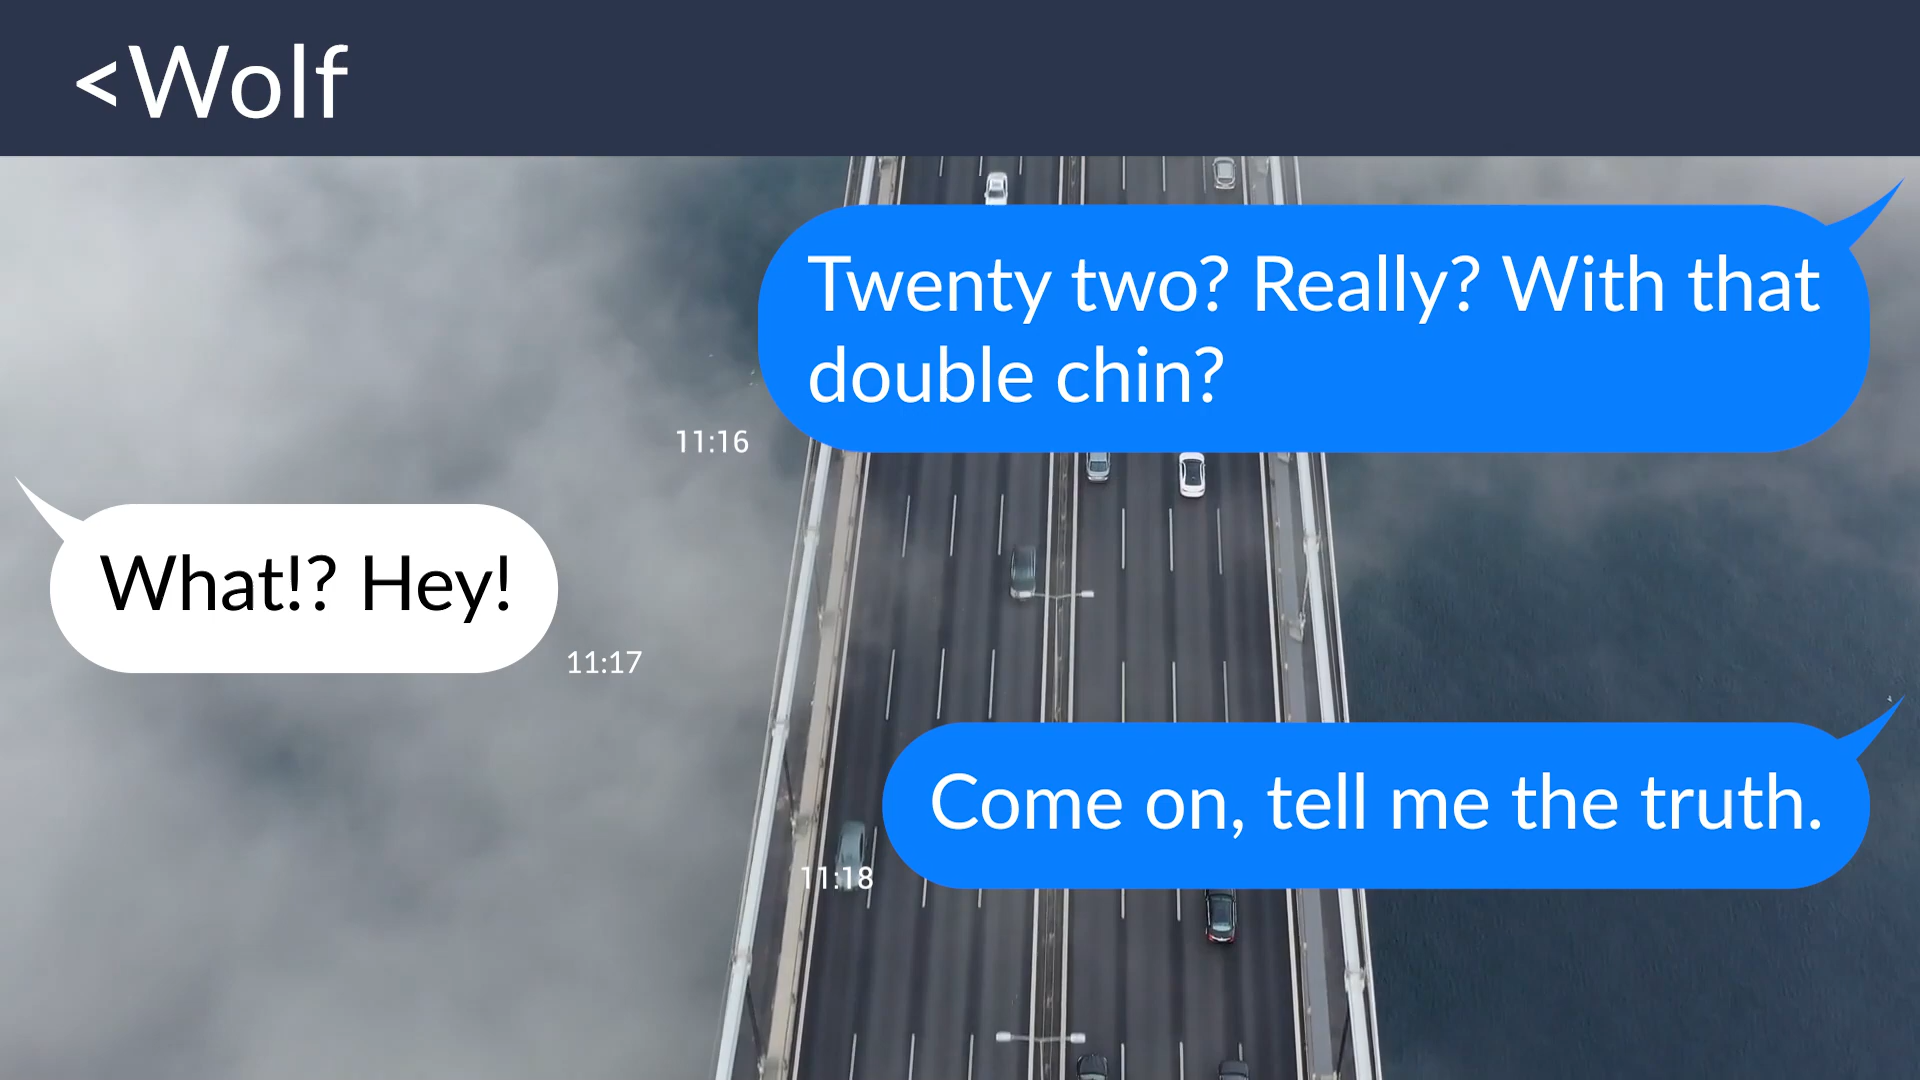 <Wolf
Twenty two? Really? With that
double chin?
11:16
What!? Hey!
11:17
Come on, tell me the truth.
11:18